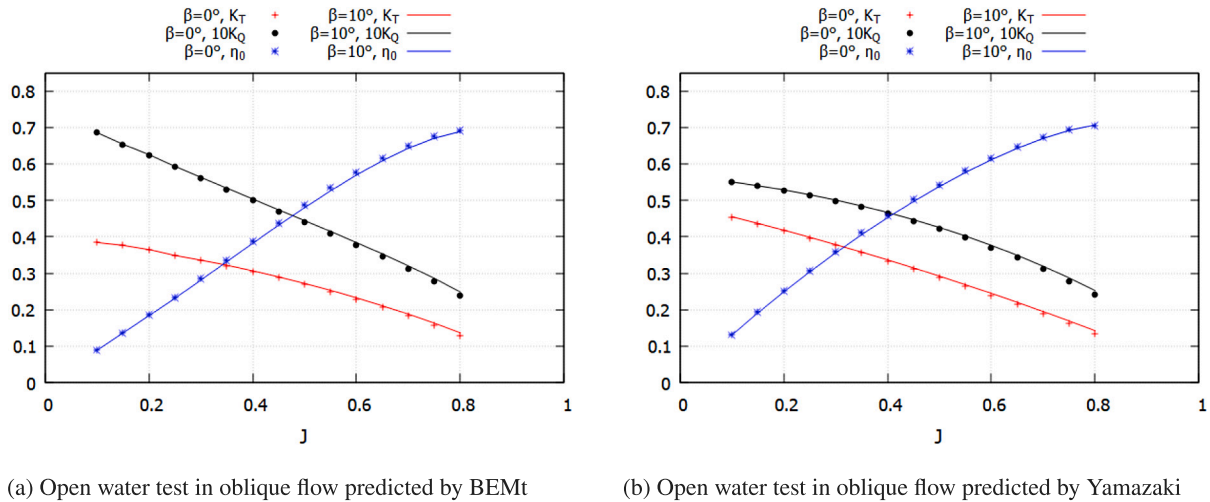 β=0°, K_T β=10°, K_T
β=0°, 10K_Q β=10°, 10K_Q
β=0°, η_0 β=10°, η_0
0.8
0.7
0.6
0.5
0.4
0.3
0.2
0.1
0
0 0.2 0.4 0.6 0.8 1
J
(a) Open water test in oblique flow predicted by BEMt
β=0°, K_T β=10°, K_T
β=0°, 10K_Q β=10°, 10K_Q
β=0°, η_0 β=10°, η_0
0.8
0.7
0.6
0.5
0.4
0.3
0.2
0.1
0
0 0.2 0.4 0.6 0.8 1
J
(b) Open water test in oblique flow predicted by Yamazaki